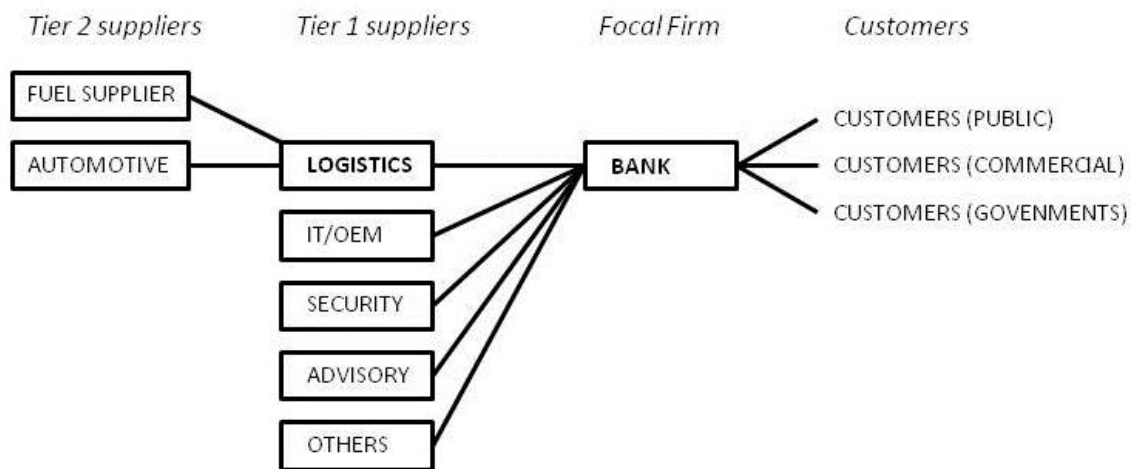 Tier 2 suppliers
Tier 1 suppliers
Focal Firm
Customers
FUEL SUPPLIER
AUTOMOTIVE
LOGISTICS
IT/OEM
SECURITY
ADVISORY
OTHERS
BANK
CUSTOMERS (PUBLIC)
CUSTOMERS (COMMERCIAL)
CUSTOMERS (GOVENMENTS)